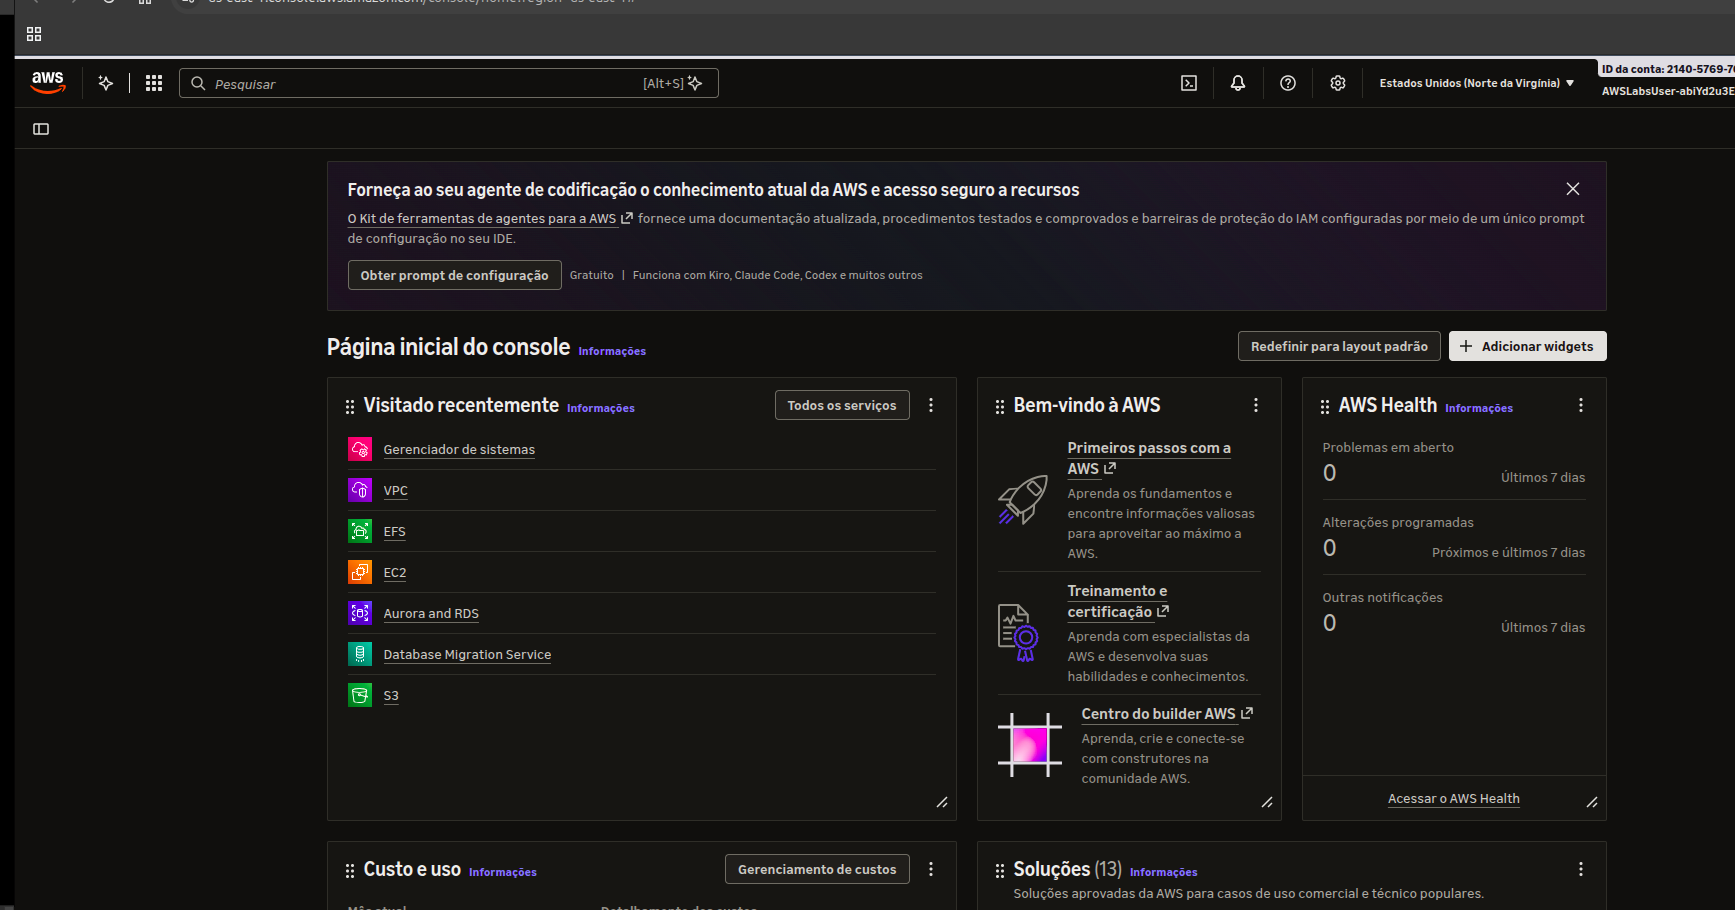 aws
Pesquisar
[Alt+S]
Estados Unidos (Norte da Virgínia)
ID da conta: 2140-5769-
AWSLabsUser-abiYd2u3E
Forneça ao seu agente de codificação o conhecimento atual da AWS e acesso seguro a recursos
O Kit de ferramentas de agentes para a AWS fornece uma documentação atualizada, procedimentos testados e comprovados e barreiras de proteção do IAM configuradas por meio de um único prompt
de configuração no seu IDE.
Obter prompt de configuração
Gratuito | Funciona com Kiro, Claude Code, Codex e muitos outros
Página inicial do console Informações
Redefinir para layout padrão
Adicionar widgets
Visitado recentemente Informações
Todos os serviços
Gerenciador de sistemas
VPC
EFS
EC2
Aurora and RDS
Database Migration Service
S3
Bem-vindo à AWS
Primeiros passos com a
AWS
Aprenda os fundamentos e
encontre informações valiosas
para aproveitar ao máximo a
AWS.
Treinamento e
certificação
Aprenda com especialistas da
AWS e desenvolva suas
habilidades e conhecimentos.
Centro do builder AWS
Aprenda, crie e conecte-se
com construtores na
comunidade AWS.
AWS Health Informações
Problemas em aberto
0
Últimos 7 dias
Alterações programadas
0
Próximos e últimos 7 dias
Outras notificações
0
Últimos 7 dias
Acessar o AWS Health
Custo e uso Informações
Gerenciamento de custos
Soluções (13) Informações
Soluções aprovadas da AWS para casos de uso comercial e técnico populares.